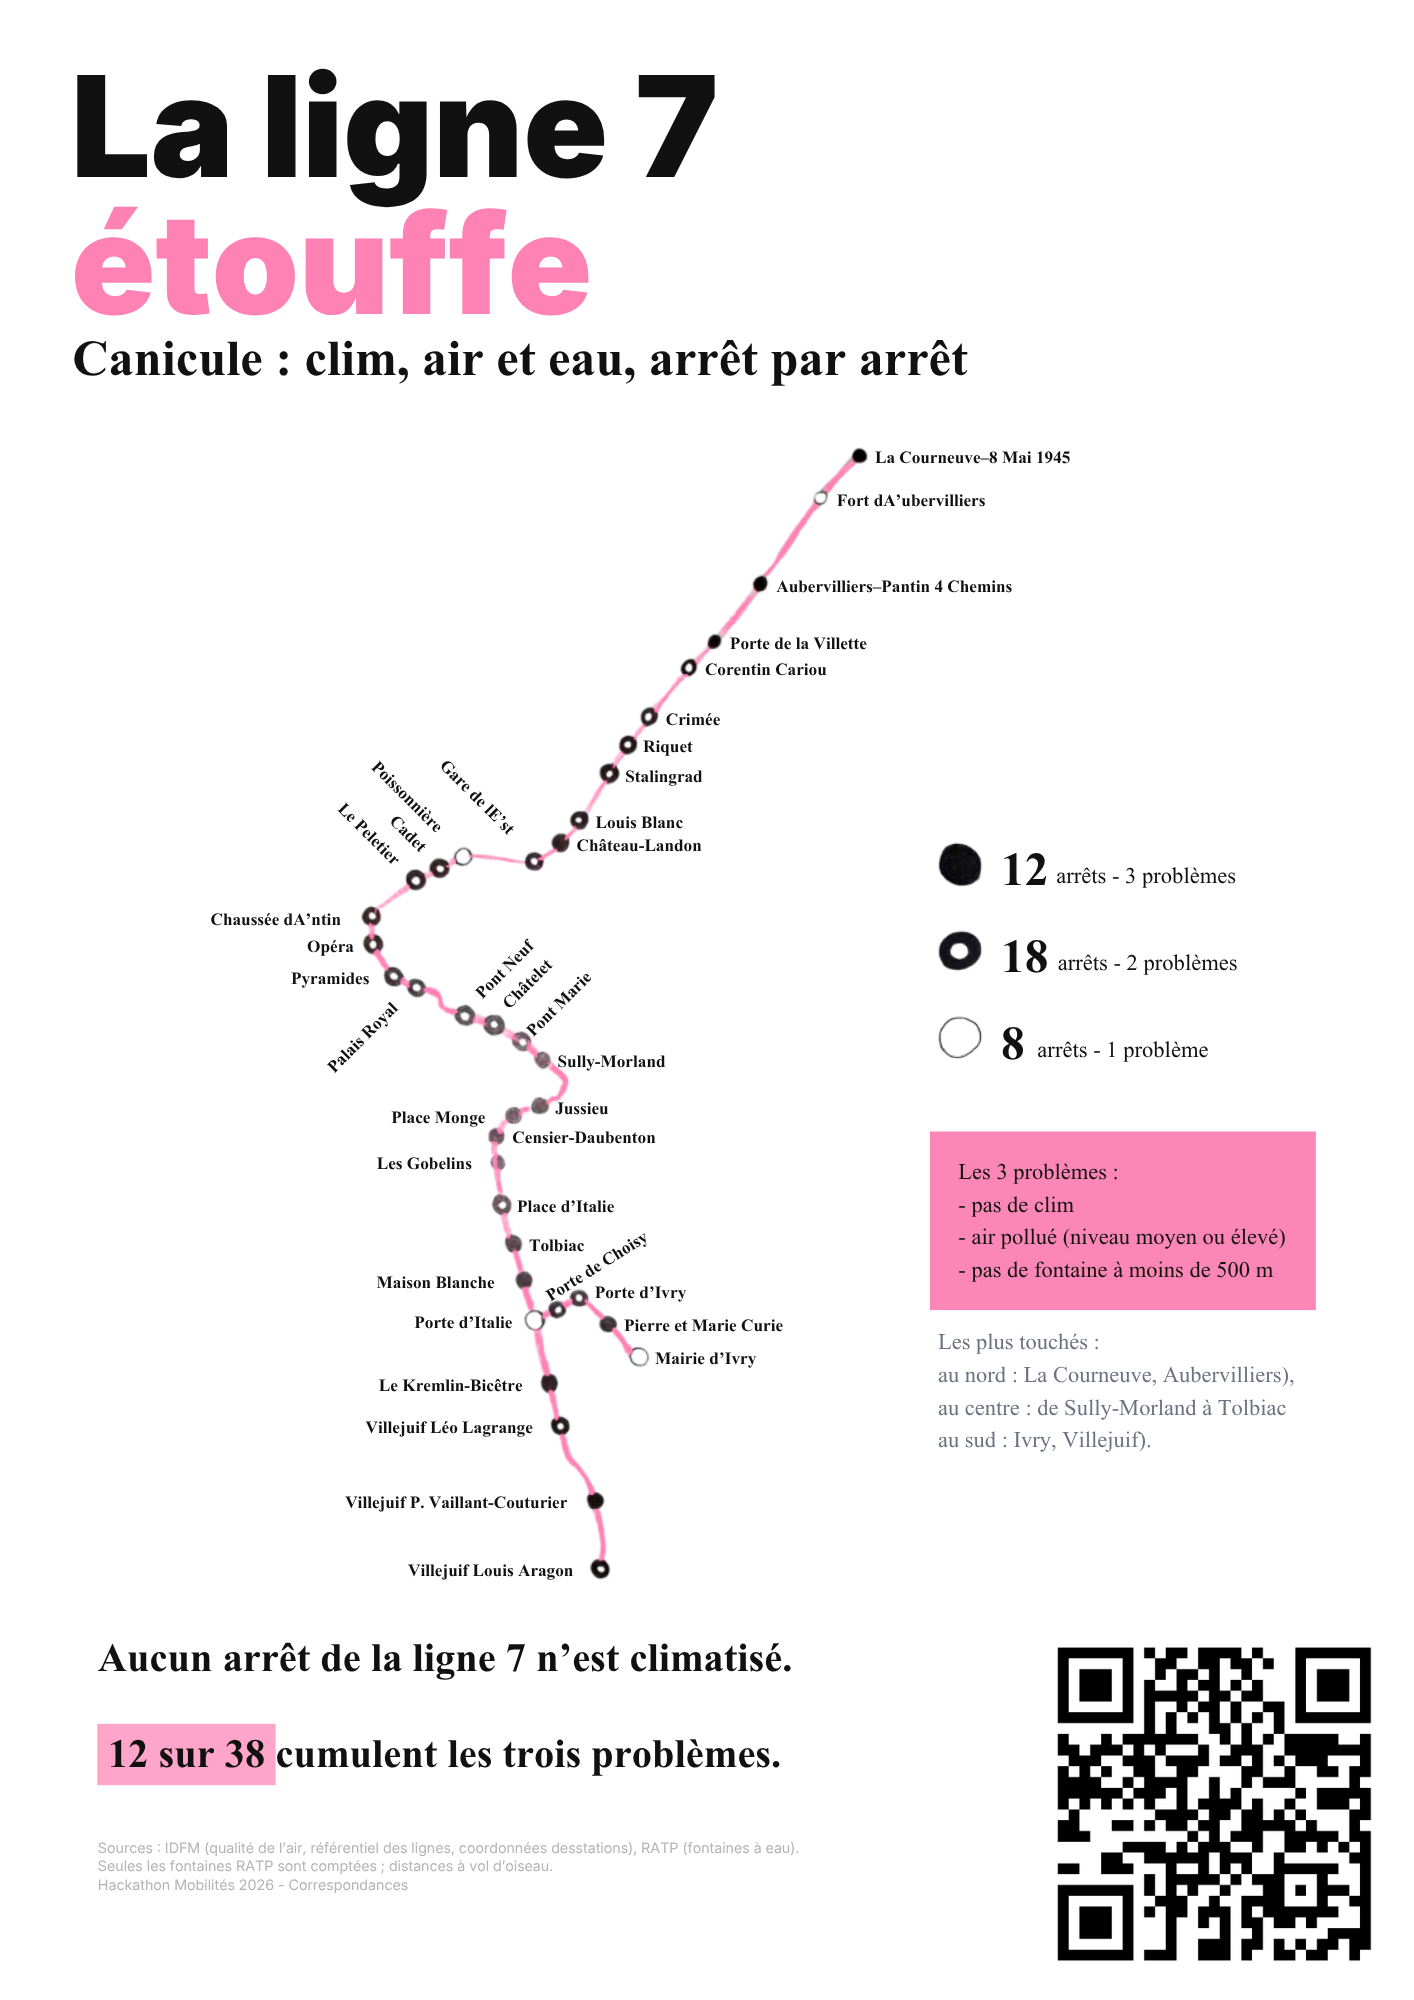 La ligne 7
étouffe
Canicule : clim, air et eau, arrêt par arrêt
La Courneuve–8 Mai 1945
Fort dA’ubervilliers
Aubervilliers–Pantin 4 Chemins
Porte de la Villette
Corentin Cariou
Crimée
Riquet
Stalingrad
Louis Blanc
Château-Landon
Gare de lE’st
Poissonnière
Cadet
Le Peletier
Chaussée dA’ntin
Opéra
Pyramides
Palais Royal
Pont Neuf
Châtelet
Pont Marie
Sully-Morland
Jussieu
Place Monge
Censier-Daubenton
Les Gobelins
Place d’Italie
Tolbiac
Maison Blanche
Porte d’Italie
Porte de Choisy
Porte d’Ivry
Pierre et Marie Curie
Mairie d’Ivry
Le Kremlin-Bicêtre
Villejuif Léo Lagrange
Villejuif P. Vaillant-Couturier
Villejuif Louis Aragon
12 arrêts - 3 problèmes
18 arrêts - 2 problèmes
8 arrêts - 1 problème
Les 3 problèmes :
- pas de clim
- air pollué (niveau moyen ou élevé)
- pas de fontaine à moins de 500 m
Les plus touchés :
au nord : La Courneuve, Aubervilliers),
au centre : de Sully-Morland à Tolbiac
au sud : Ivry, Villejuif).
Aucun arrêt de la ligne 7 n’est climatisé.
12 sur 38 cumulent les trois problèmes.
Sources : IDFM (qualité de l’air, référentiel des lignes, coordonnées desstations), RATP (fontaines à eau).
Seules les fontaines RATP sont comptées ; distances à vol d’oiseau.
Hackathon Mobilités 2026 - Correspondances